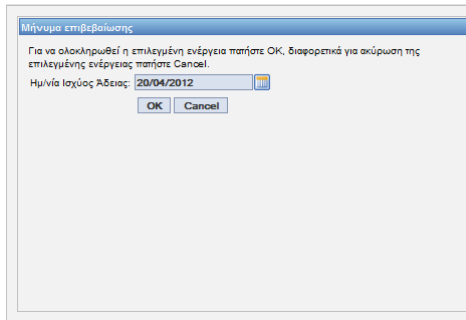 Μήνυμα επιβεβαίωσης
Για να ολοκληρωθεί η επιλεγμένη ενέργεια πατήστε OK, διαφορετικά για ακύρωση της
επιλεγμένης ενέργειας πατήστε Cancel.
Ημ/νία Ισχύος Άδειας: 20/04/2012
OK Cancel